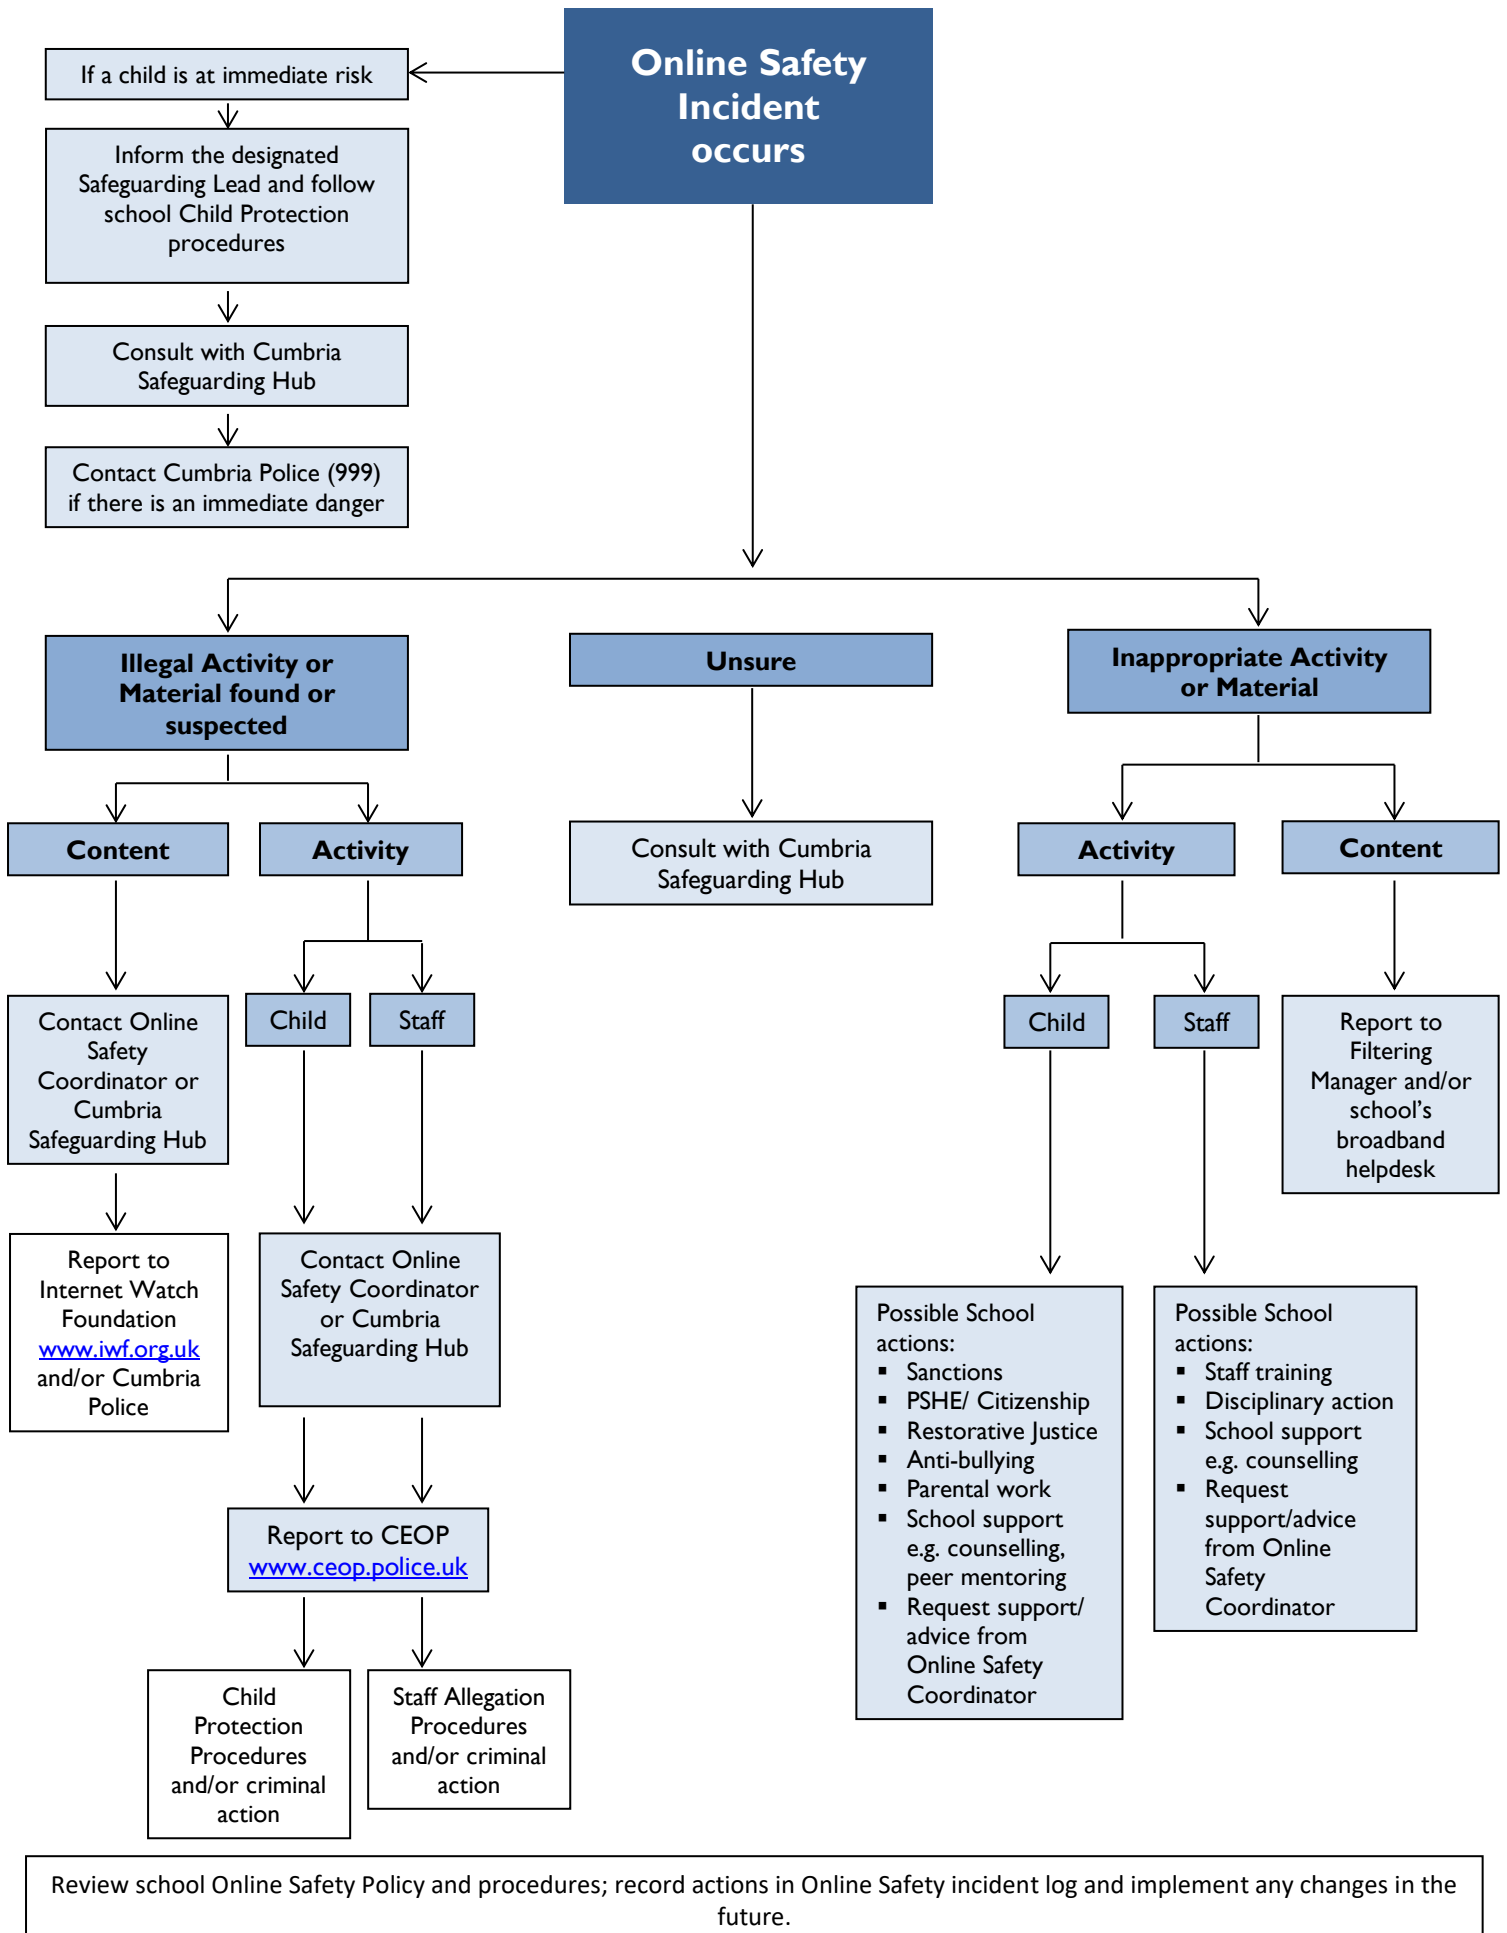 Online Safety
Incident
occurs
If a child is at immediate risk
Inform the designated
Safeguarding Lead and follow
school Child Protection
procedures
Consult with Cumbria
Safeguarding Hub
Contact Cumbria Police (999)
if there is an immediate danger
Illegal Activity or
Material found or
suspected
Unsure
Inappropriate Activity
or Material
Content
Activity
Consult with Cumbria
Safeguarding Hub
Activity
Content
Contact Online
Safety
Coordinator or
Cumbria
Safeguarding Hub
Child
Staff
Child
Staff
Report to
Filtering
Manager and/or
school’s
broadband
helpdesk
Report to
Internet Watch
Foundation
www.iwf.org.uk
and/or Cumbria
Police
Contact Online
Safety Coordinator
or Cumbria
Safeguarding Hub
Possible School
actions:
▪ Sanctions
▪ PSHE/ Citizenship
▪ Restorative Justice
▪ Anti-bullying
▪ Parental work
▪ School support
e.g. counselling,
peer mentoring
▪ Request support/
advice from
Online Safety
Coordinator
Possible School
actions:
▪ Staff training
▪ Disciplinary action
▪ School support
e.g. counselling
▪ Request
support/advice
from Online
Safety
Coordinator
Report to CEOP
www.ceop.police.uk
Child
Protection
Procedures
and/or criminal
action
Staff Allegation
Procedures
and/or criminal
action
Review school Online Safety Policy and procedures; record actions in Online Safety incident log and implement any changes in the
future.